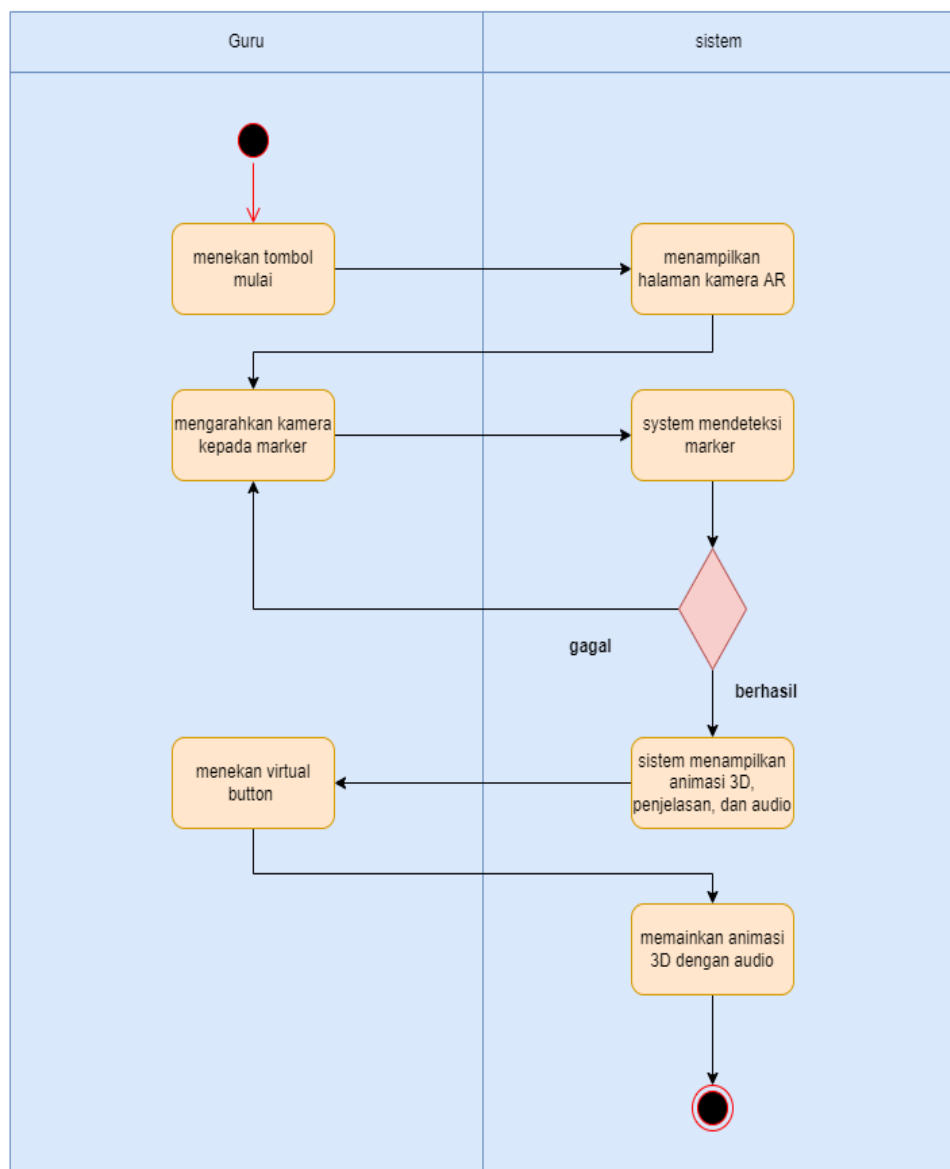 Guru
sistem
menekan tombol
mulai
menampilkan
halaman kamera AR
mengarahkan kamera
kepada marker
system mendeteksi
marker
gagal
berhasil
sistem menampilkan
animasi 3D,
penjelasan, dan audio
menekan virtual
button
memainkan animasi
3D dengan audio